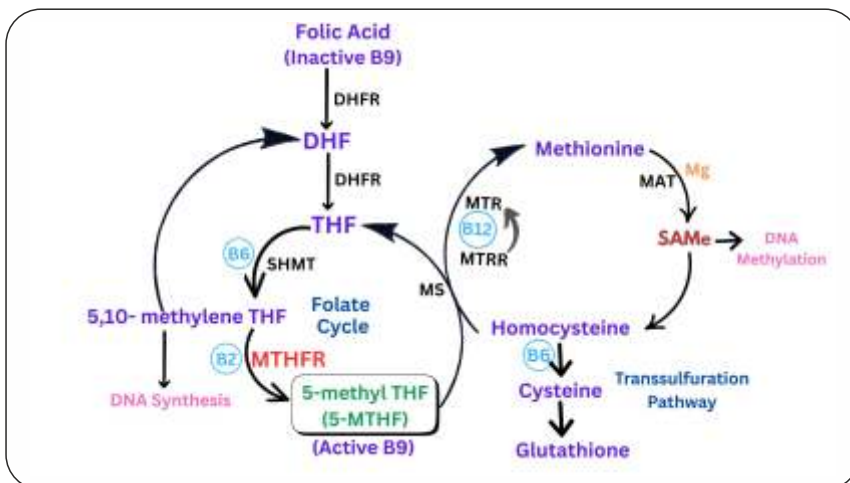 Folic Acid
(Inactive B9)
DHFR
DHF
DHFR
THF
B6
SHMT
5,10- methylene THF
Folate
Cycle
B2
MTHFR
DNA Synthesis
5-methyl THF
(5-MTHF)
(Active B9)
MS
Methionine
MAT
Mg
MTR
B12
MTRR
SAMe
DNA
Methylation
Homocysteine
B6
Cysteine
Transsulfuration
Pathway
Glutathione